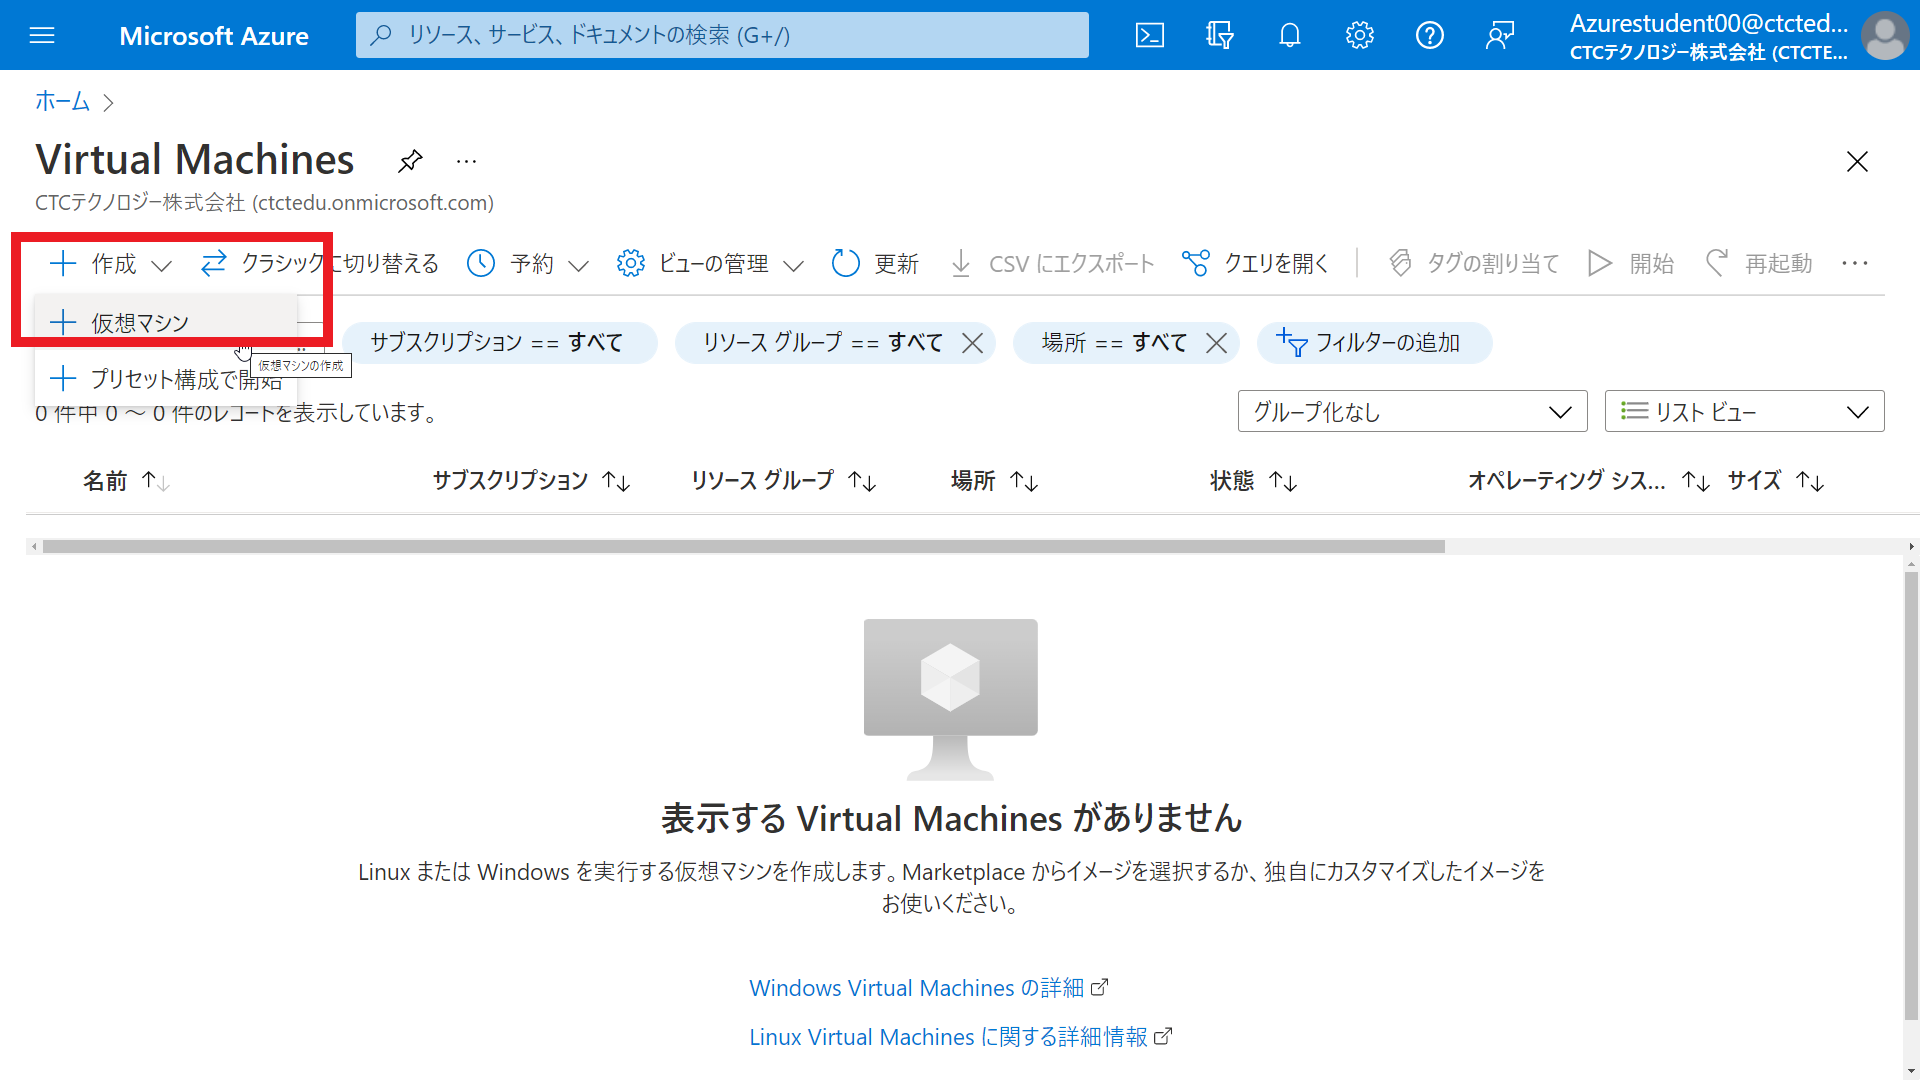 Microsoft Azure
リソース、サービス、ドキュメントの検索 (G+/)
Azurestudent00@ctcted...
CTCテクノロジー株式会社 (CTCTE...
ホーム
Virtual Machines
CTCテクノロジー株式会社 (ctctedu.onmicrosoft.com)
作成
クラシックに切り替える
予約
ビューの管理
更新
CSV にエクスポート
クエリを開く
タグの割り当て
開始
再起動
仮想マシン
サブスクリプション == すべて
リソース グループ == すべて
場所 == すべて
フィルターの追加
仮想マシンの作成
プリセット構成で開始
0 件中 0 ～ 0 件のレコードを表示しています。
グループ化なし
リスト ビュー
名前
サブスクリプション
リソース グループ
場所
状態
オペレーティング シス...
サイズ
表示する Virtual Machines がありません
Linux または Windows を実行する仮想マシンを作成します。Marketplace からイメージを選択するか、独自にカスタマイズしたイメージを
お使いください。
Windows Virtual Machines の詳細
Linux Virtual Machines に関する詳細情報